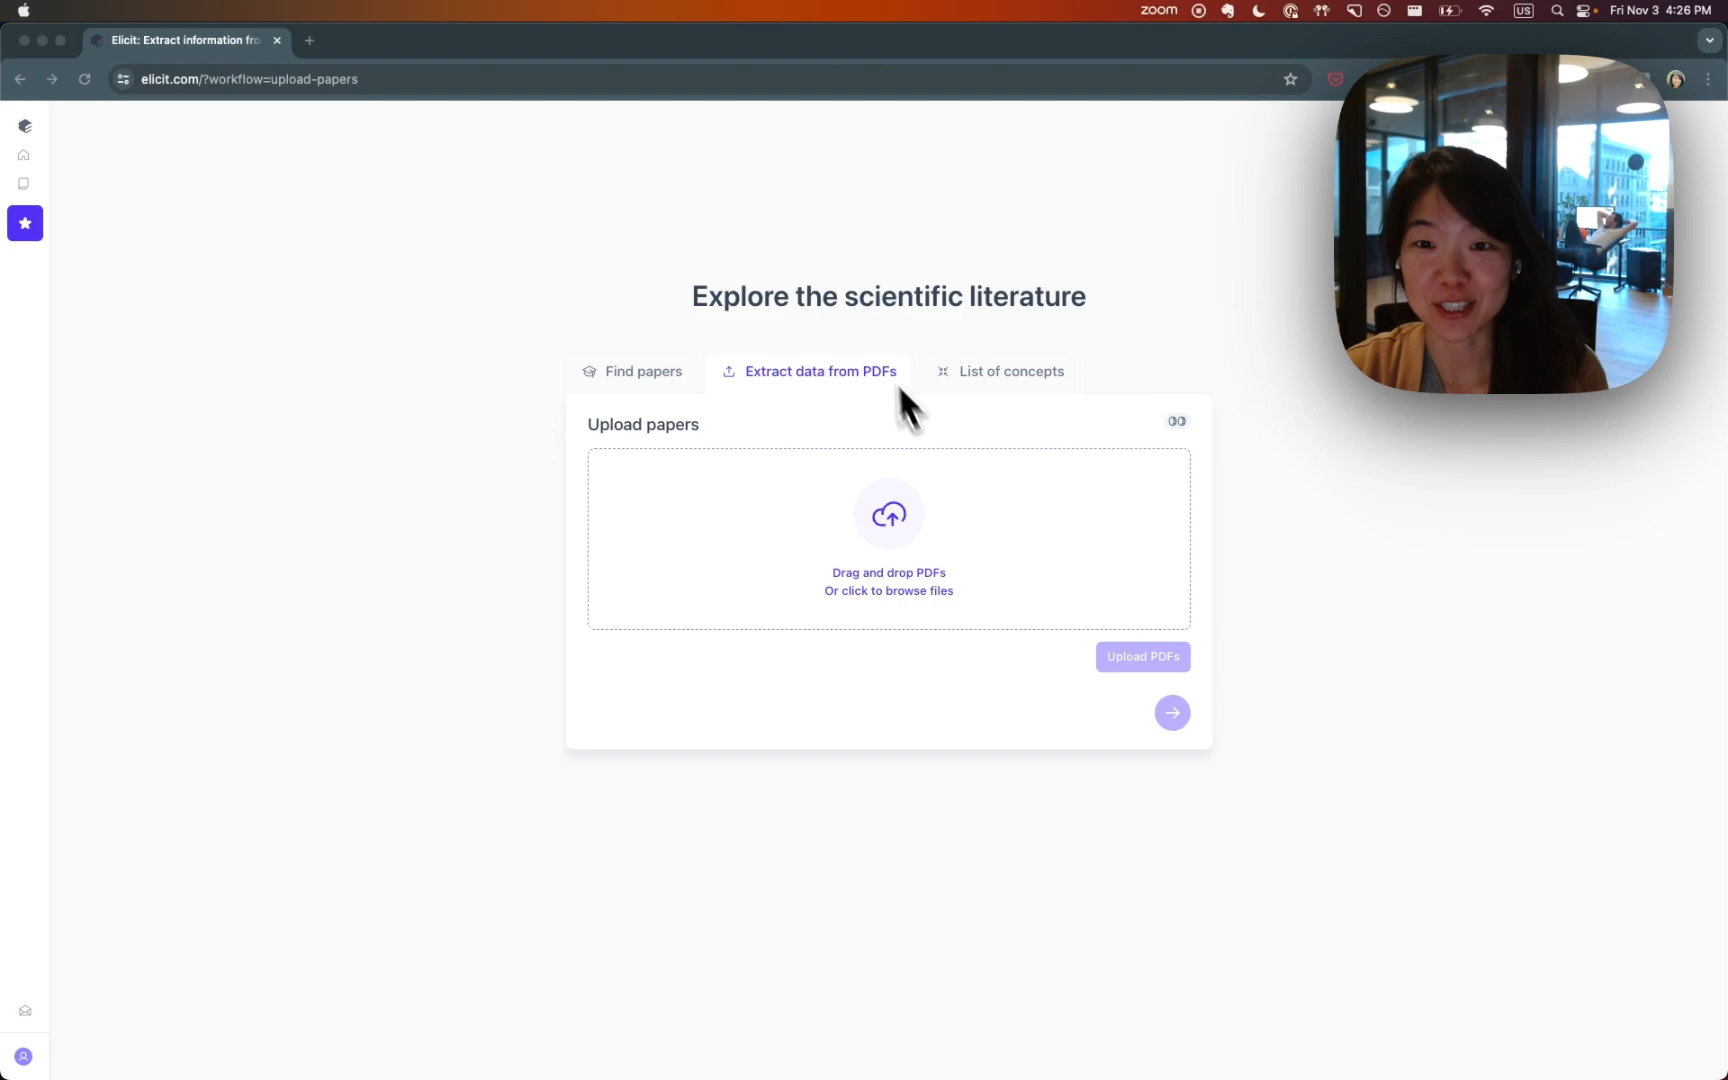 zoom
US
Fri Nov 3 4:26 PM
Elicit: Extract information fro
elicit.com/?workflow=upload-papers
Explore the scientific literature
Find papers
Extract data from PDFs
List of concepts
Upload papers
Drag and drop PDFs
Or click to browse files
Upload PDFs